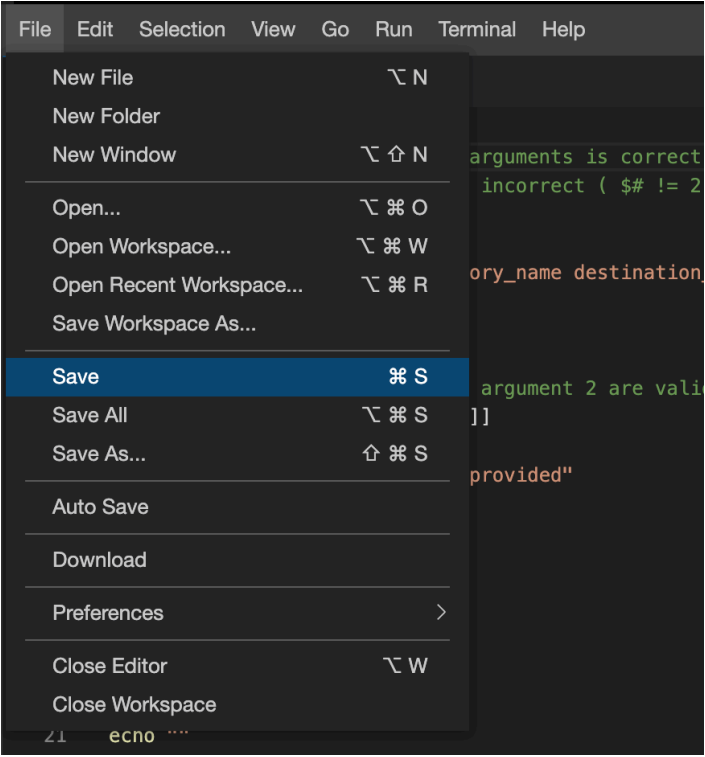 File Edit Selection View Go Run Terminal Help
New File ⌥ N
New Folder
New Window ⌥ ⇧ N
arguments is correct
Open... ⌥ ⌘ O
incorrect ( $# != 2
Open Workspace... ⌥ ⌘ W
Open Recent Workspace... ⌥ ⌘ R
ory_name destination_
Save Workspace As...
Save ⌘ S
argument 2 are vali
Save All ⌥ ⌘ S
]]
Save As... ⇧ ⌘ S
provided"
Auto Save
Download
Preferences >
Close Editor ⌥ W
Close Workspace
21 echo ""